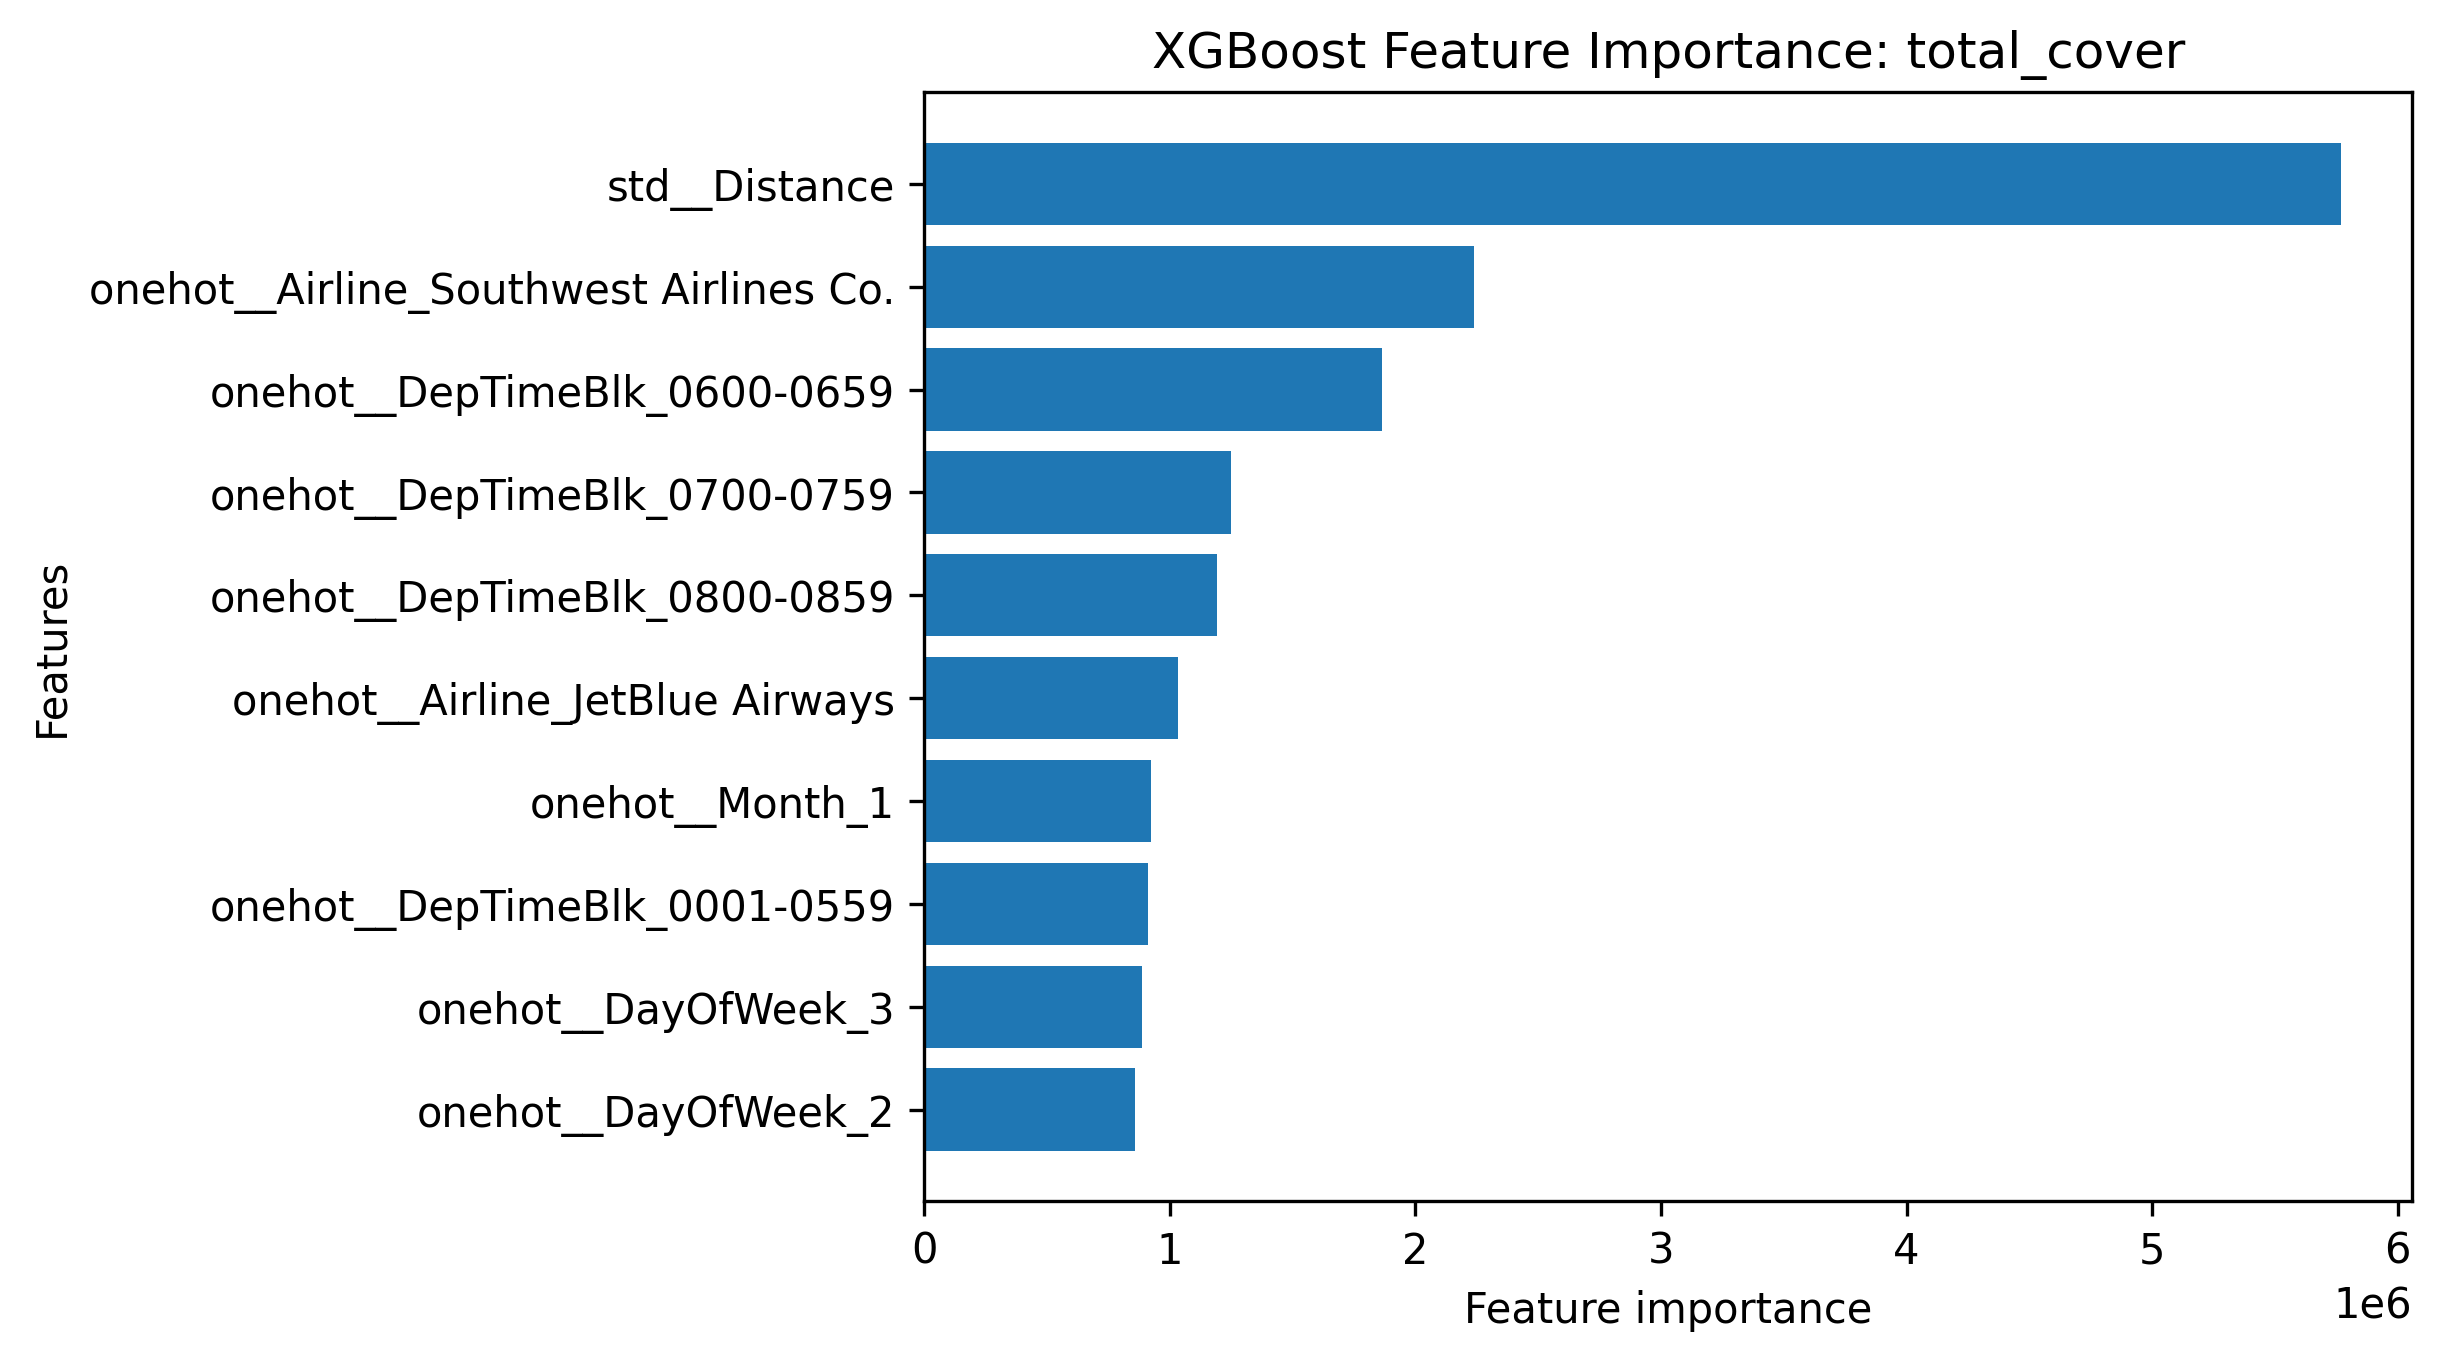 XGBoost Feature Importance: total_cover
Features
std__Distance
onehot__Airline_Southwest Airlines Co.
onehot__DepTimeBlk_0600-0659
onehot__DepTimeBlk_0700-0759
onehot__DepTimeBlk_0800-0859
onehot__Airline_JetBlue Airways
onehot__Month_1
onehot__DepTimeBlk_0001-0559
onehot__DayOfWeek_3
onehot__DayOfWeek_2
0 1 2 3 4 5 6
1e6
Feature importance